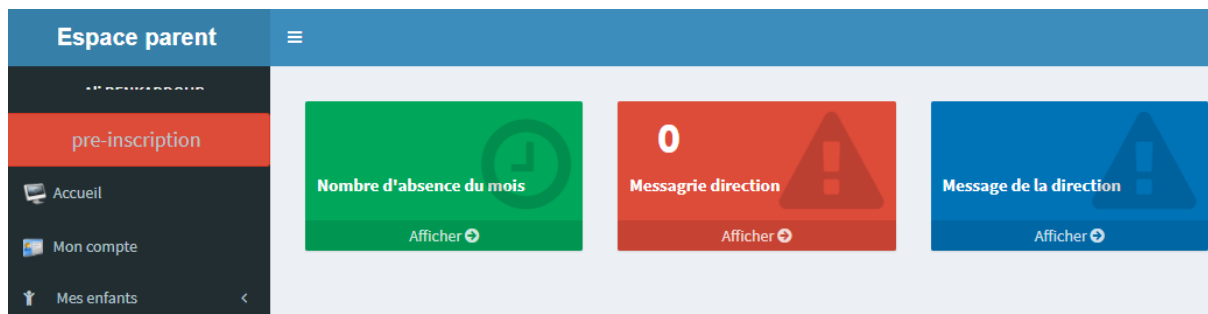 Espace parent
pre-inscription
Accueil
Mon compte
Mes enfants
Nombre d'absence du mois
Afficher
0
Messagrie direction
Afficher
Message de la direction
Afficher